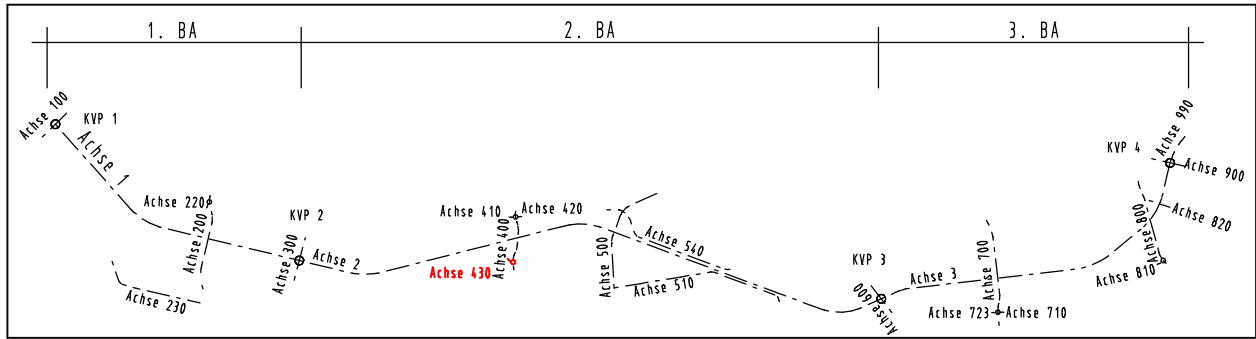 1. BA
2. BA
3. BA
Achse 100
KVP 1
Achse 1
Achse 220
Achse 200
Achse 230
KVP 2
Achse 300
Achse 2
Achse 410
Achse 420
Achse 400
Achse 430
Achse 500
Achse 540
Achse 510
KVP 3
Achse 600
Achse 3
Achse 700
Achse 723
Achse 710
KVP 4
Achse 990
Achse 900
Achse 820
Achse 800
Achse 810